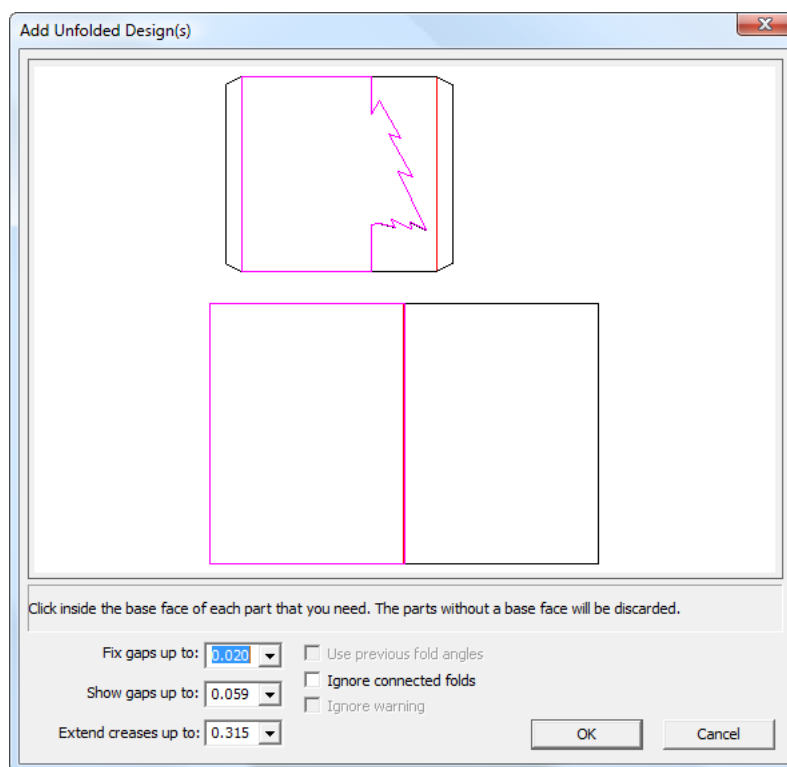 Add Unfolded Design(s)
Click inside the base face of each part that you need. The parts without a base face will be discarded.
Fix gaps up to: 0.020 Use previous fold angles
Show gaps up to: 0.059 Ignore connected folds
Ignore warning
Extend creases up to: 0.315 OK Cancel